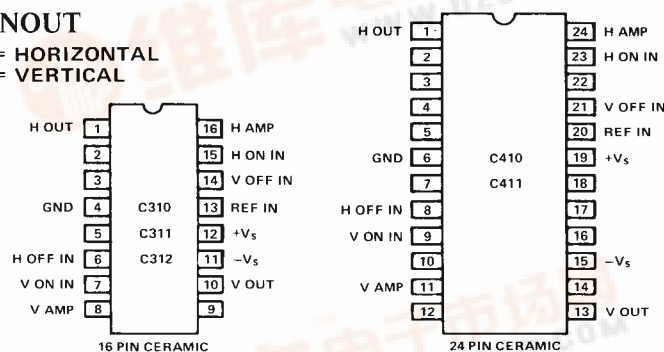 NOUT
= HORIZONTAL
= VERTICAL
H OUT 1 16 H AMP
2 15 H ON IN
3 14 V OFF IN
GND 4 C310 13 REF IN
5 C311 12 +Vs
H OFF IN 6 C312 11 −Vs
V ON IN 7 10 V OUT
V AMP 8 9
16 PIN CERAMIC
H OUT 1 24 H AMP
2 23 H ON IN
3 22
4 21 V OFF IN
5 20 REF IN
GND 6 C410 19 +Vs
7 C411 18
H OFF IN 8 17
V ON IN 9 16
10 15 −Vs
V AMP 11 14
12 13 V OUT
24 PIN CERAMIC